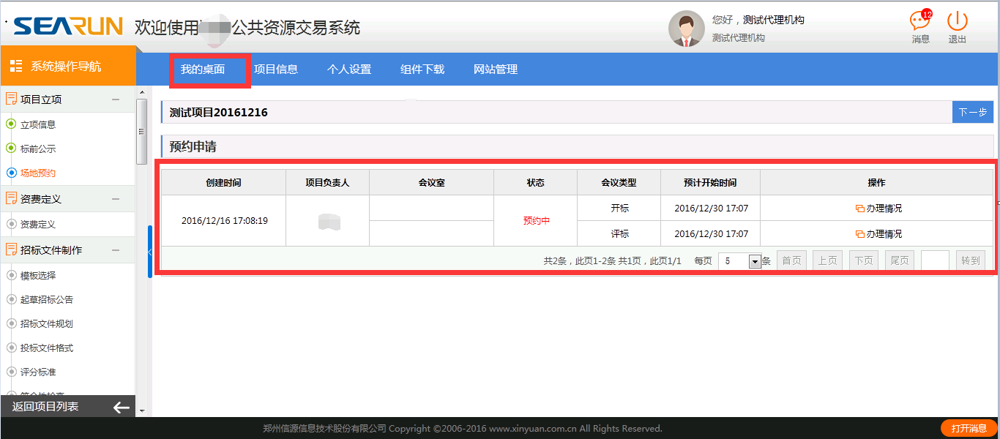 SEARUN 欢迎使用 公共资源交易系统
您好，测试代理机构
测试代理机构
12
消息
退出
系统操作导航
我的桌面 项目信息 个人设置 组件下载 网站管理
项目立项
立项信息
标前公示
场地预约
资费定义
资费定义
招标文件制作
模板选择
起草招标公告
招标文件规划
投标文件格式
评分标准
返回项目列表
测试项目20161216
下一步
预约申请
创建时间 项目负责人 会议室 状态 会议类型 预计开始时间 操作
2016/12/16 17:08:19 预约中 开标 2016/12/30 17:07 办理情况
评标 2016/12/30 17:07 办理情况
共2条，此页1-2条 共1页，此页1/1 每页 5 条 首页 上页 下页 尾页 转到
郑州信源信息技术股份有限公司 Copyright ©2006-2016 www.xinyuan.com.cn All Rights Reserved.
打开消息